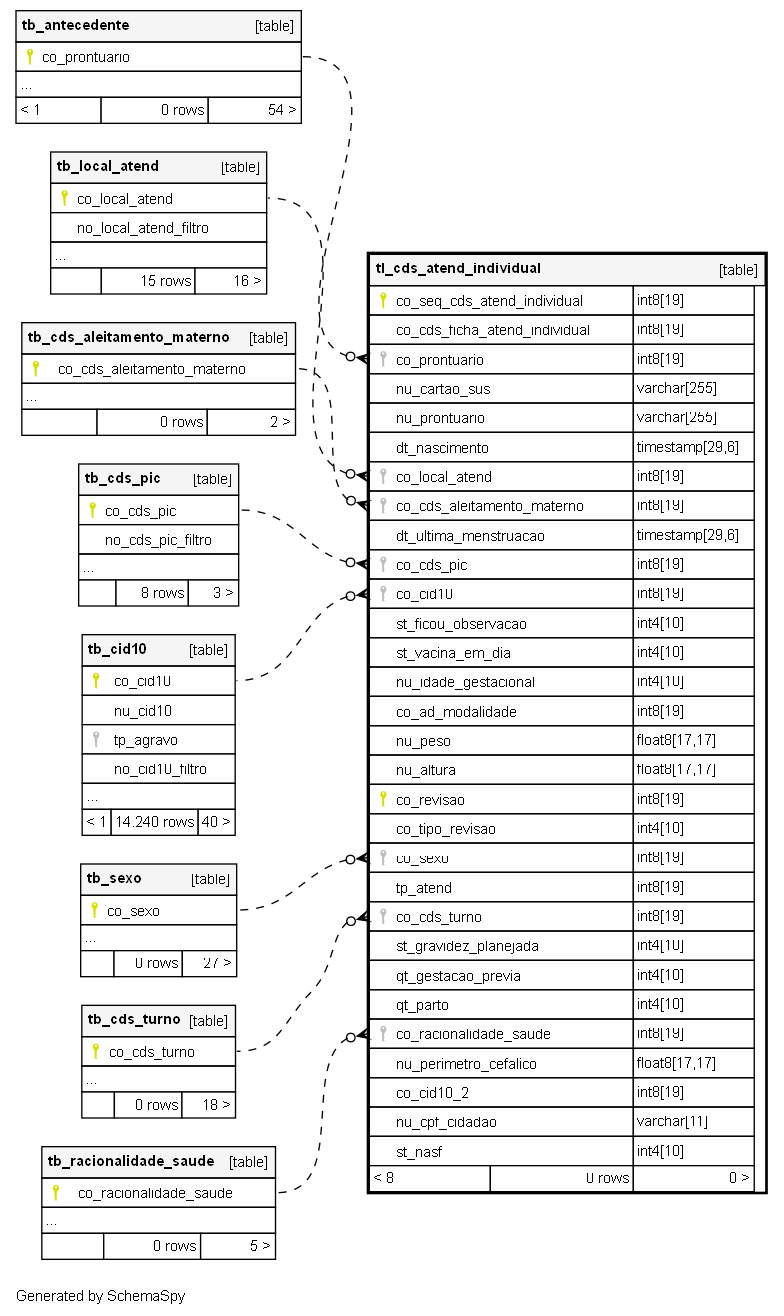 tb_antecedente [table]
co_prontuario
...
< 1 0 rows 54 >
tb_local_atend [table]
co_local_atend
no_local_atend_filtro
...
15 rows 16 >
tb_cds_aleitamento_materno [table]
co_cds_aleitamento_materno
...
0 rows 2 >
tb_cds_pic [table]
co_cds_pic
no_cds_pic_filtro
...
8 rows 3 >
tb_cid10 [table]
co_cid10
nu_cid10
tp_agravo
no_cid10_filtro
...
< 1 14.240 rows 40 >
tb_sexo [table]
co_sexo
...
0 rows 27 >
tb_cds_turno [table]
co_cds_turno
...
0 rows 18 >
tb_racionalidade_saude [table]
co_racionalidade_saude
...
0 rows 5 >
tl_cds_atend_individual [table]
co_seq_cds_atend_individual int8[19]
co_cds_ficha_atend_individual int8[19]
co_prontuario int8[19]
nu_cartao_sus varchar[255]
nu_prontuario varchar[255]
dt_nascimento timestamp[29,6]
co_local_atend int8[19]
co_cds_aleitamento_materno int8[19]
dt_ultima_menstruacao timestamp[29,6]
co_cds_pic int8[19]
co_cid10 int8[19]
st_ficou_observacao int4[10]
st_vacina_em_dia int4[10]
nu_idade_gestacional int4[10]
co_ad_modalidade int8[19]
nu_peso float8[17,17]
nu_altura float8[17,17]
co_revisao int8[19]
co_tipo_revisao int4[10]
co_sexo int8[19]
tp_atend int8[19]
co_cds_turno int8[19]
st_gravidez_planejada int4[10]
qt_gestacao_previa int4[10]
qt_parto int4[10]
co_racionalidade_saude int8[19]
nu_perimetro_cefalico float8[17,17]
co_cid10_2 int8[19]
nu_cpf_cidadao varchar[11]
st_nasf int4[10]
< 8 0 rows 0 >
Generated by SchemaSpy